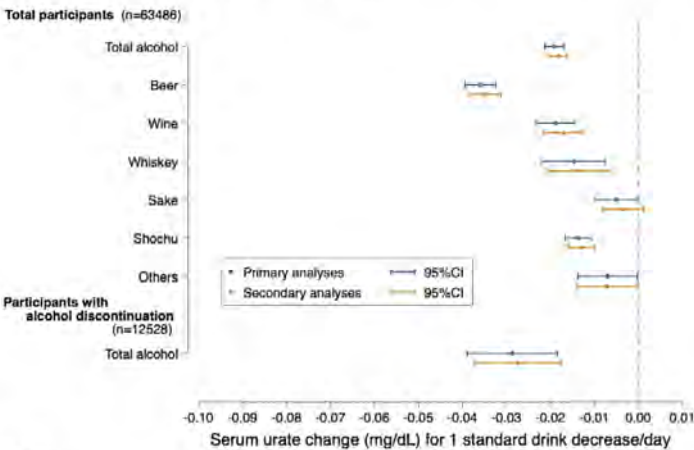 Total participants (n=63486)
Total alcohol
Beer
Wine
Whiskey
Sake
Shochu
Others
Primary analyses 95%CI
Secondary analyses 95%CI
Participants with
alcohol discontinuation
(n=12528)
Total alcohol
-0.10 -0.09 -0.08 -0.07 -0.06 -0.05 -0.04 -0.03 -0.02 -0.01 0.00 0.01
Serum urate change (mg/dL) for 1 standard drink decrease/day